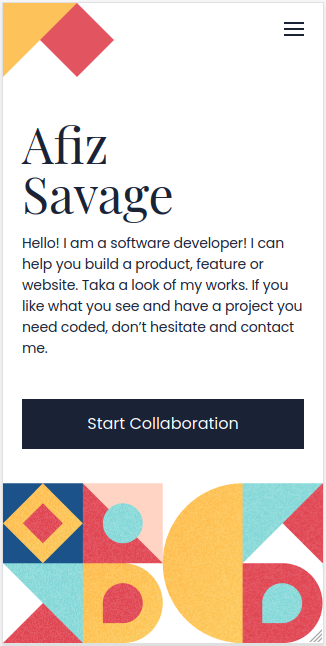 Afiz
Savage
Hello! I am a software developer! I can
help you build a product, feature or
website. Taka a look of my works. If you
like what you see and have a project you
need coded, don’t hesitate and contact
me.
Start Collaboration